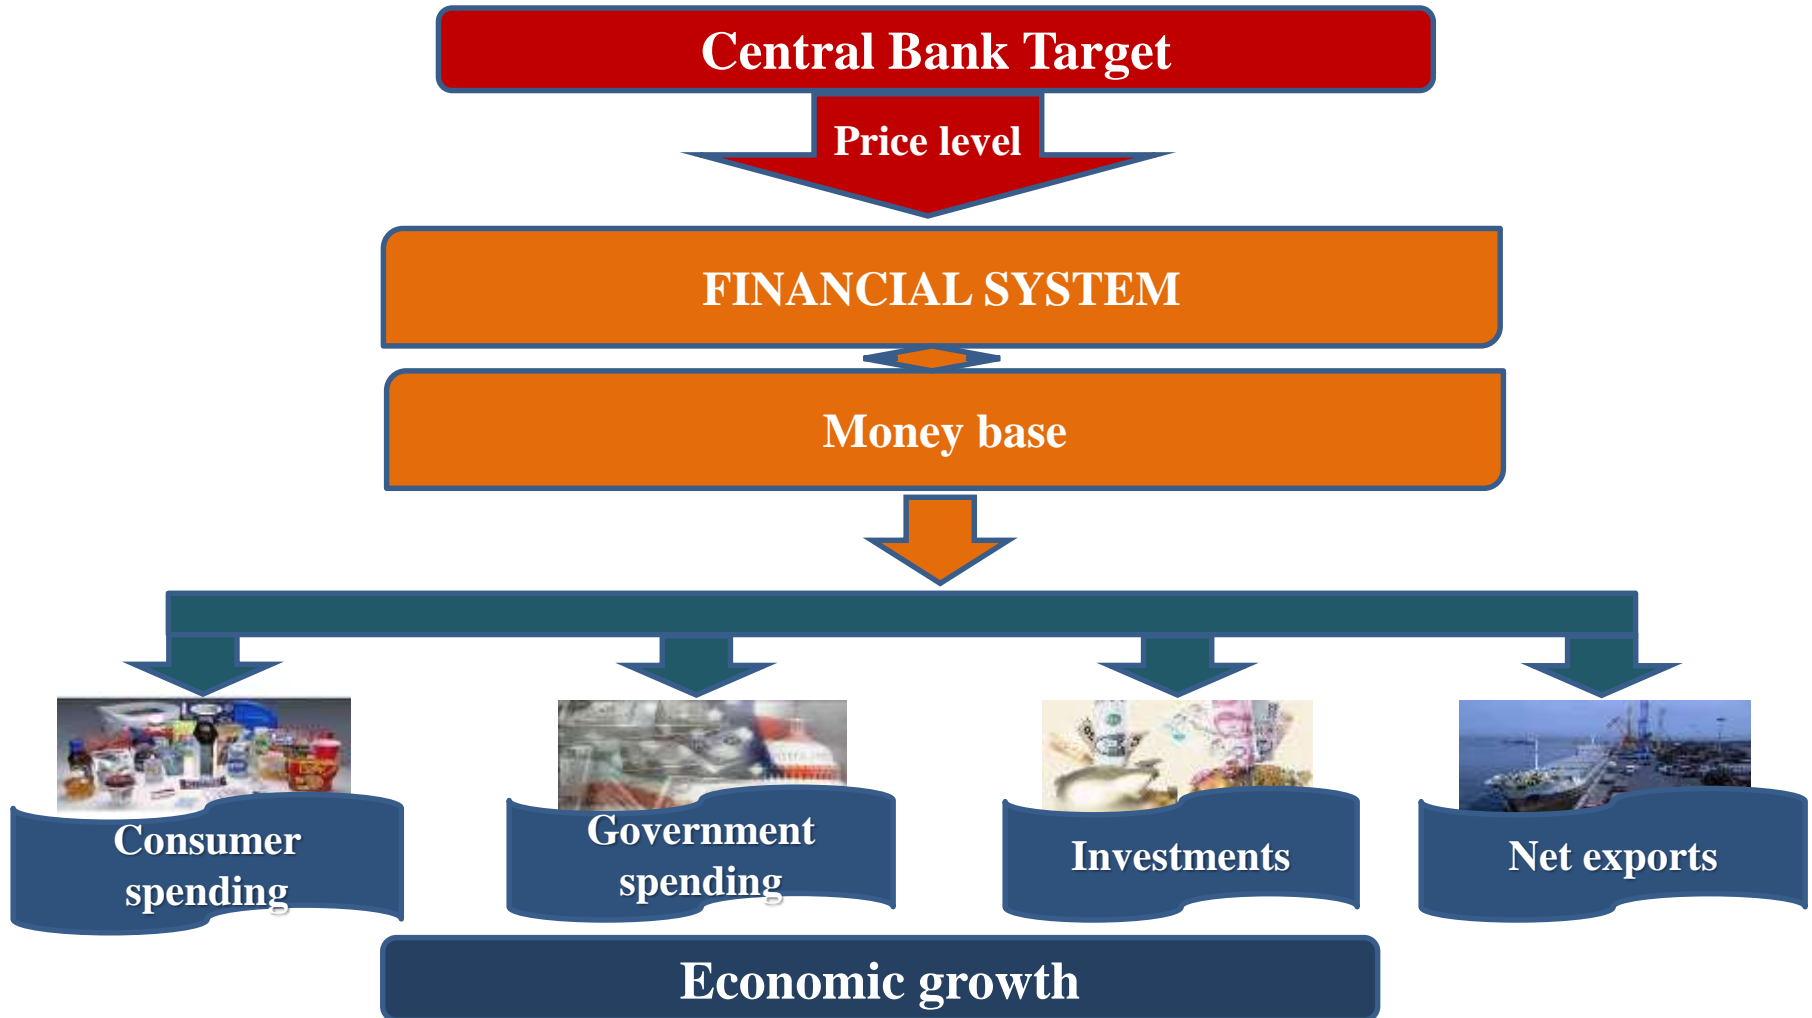 Central Bank Target
Price level
FINANCIAL SYSTEM
Money base
Consumer
spending
Government
spending
Investments
Net exports
Economic growth